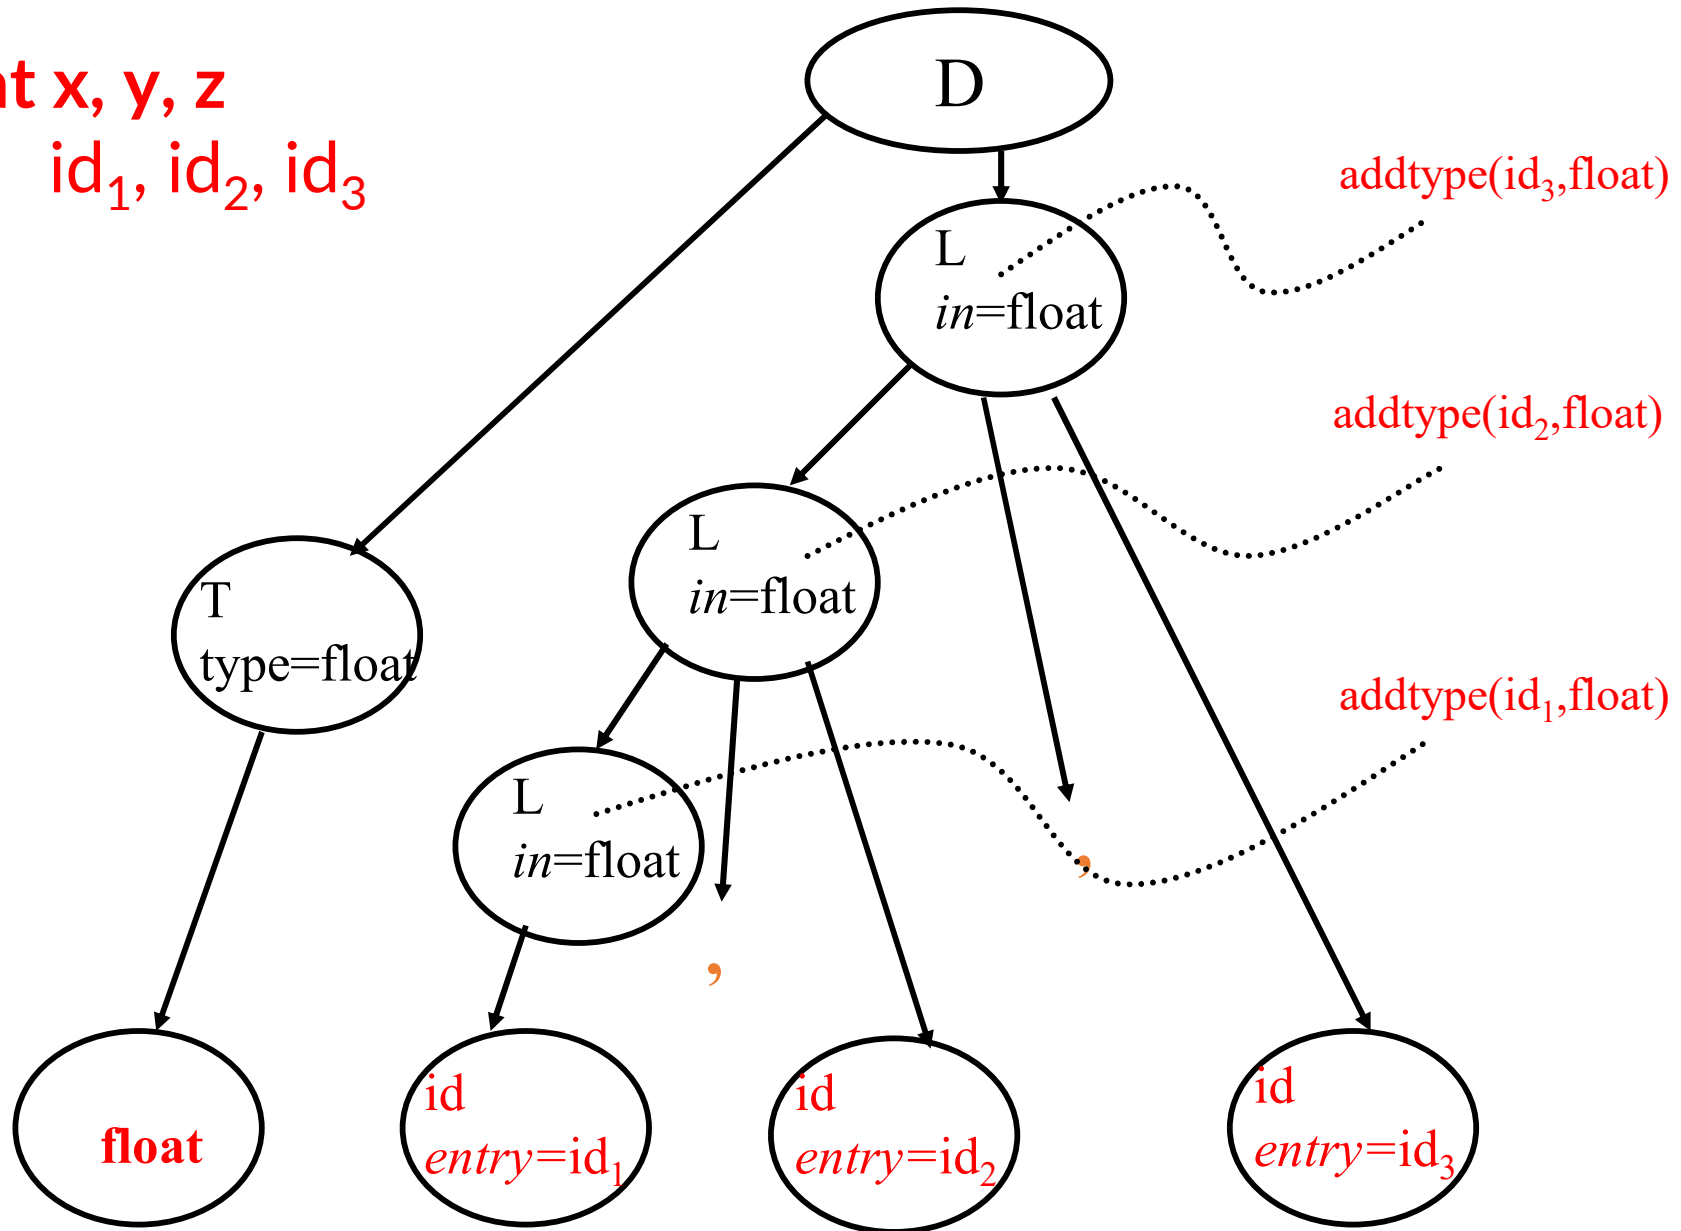 x, y, z
id₁, id₂, id₃
D
addtype(id₃,float)
L
in=float
addtype(id₂,float)
L
in=float
T
type=float
addtype(id₁,float)
L
in=float
,
,
float
id
entry=id₁
id
entry=id₂
id
entry=id₃